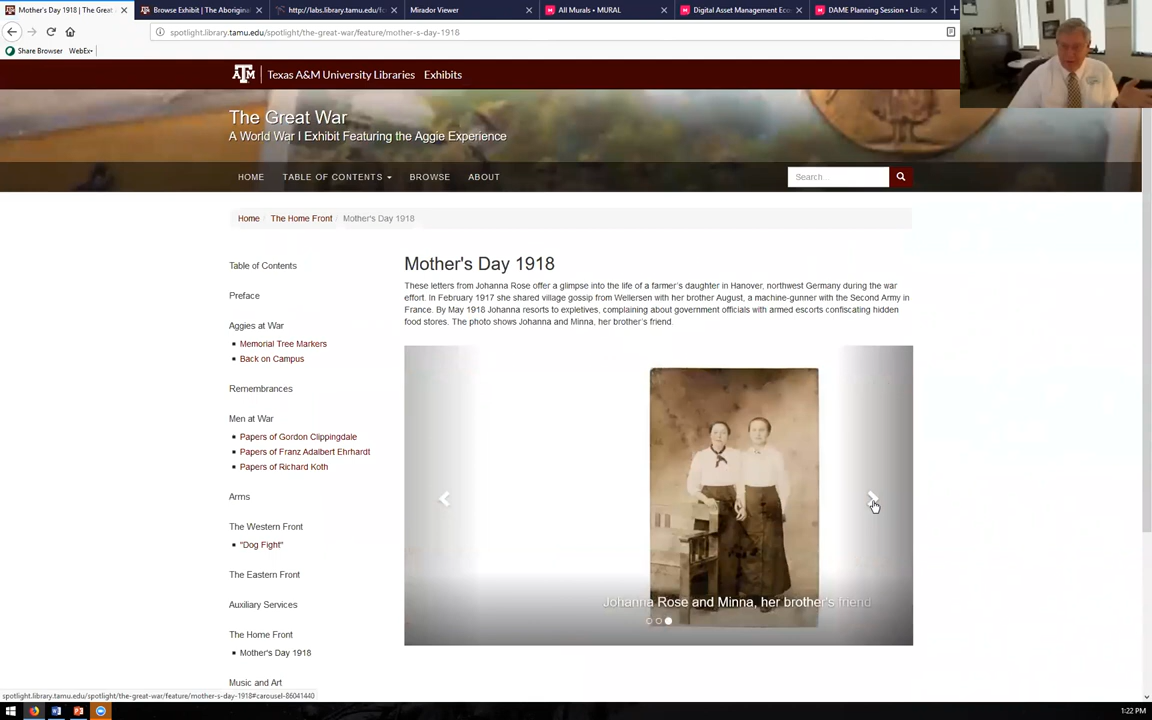 Mother's Day 1918 | The Great
Browse Exhibit | The Aborigina
http://labs.library.tamu.edu/fe
Mirador Viewer
All Murals • MURAL
Digital Asset Management Eco
DAME Planning Session • Librar
spotlight.library.tamu.edu/spotlight/the-great-war/feature/mother-s-day-1918
Share Browser WebEx
ATM Texas A&M University Libraries Exhibits
The Great War
A World War I Exhibit Featuring the Aggie Experience
HOME TABLE OF CONTENTS BROWSE ABOUT Search...
Home / The Home Front / Mother's Day 1918
Table of Contents
Preface
Aggies at War
Memorial Tree Markers
Back on Campus
Remembrances
Men at War
Papers of Gordon Clippingdale
Papers of Franz Adalbert Ehrhardt
Papers of Richard Koth
Arms
The Western Front
"Dog Fight"
The Eastern Front
Auxiliary Services
The Home Front
Mother's Day 1918
Music and Art
Mother's Day 1918
These letters from Johanna Rose offer a glimpse into the life of a farmer's daughter in Hanover, northwest Germany during the war
effort. In February 1917 she shared village gossip from Wellersen with her brother August, a machine-gunner with the Second Army in
France. By May 1918 Johanna resorts to expletives, complaining about government officials with armed escorts confiscating hidden
food stores. The photo shows Johanna and Minna, her brother's friend.
Johanna Rose and Minna, her brother's friend
spotlight.library.tamu.edu/spotlight/the-great-war/feature/mother-s-day-1918#carousel-86041440
1:22 PM